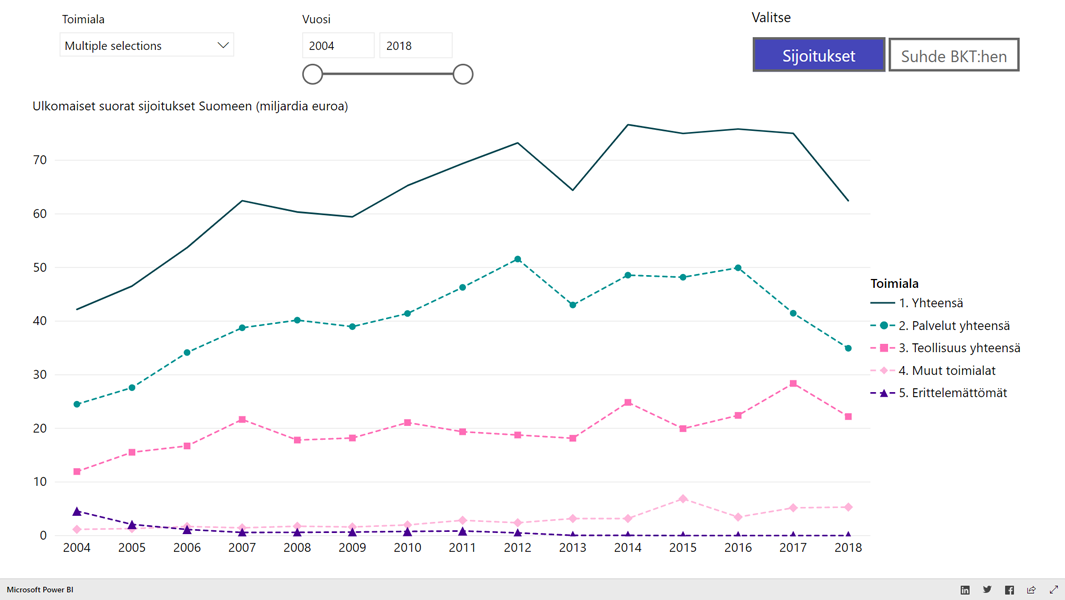 Toimiala
Vuosi
Valitse
Multiple selections
2004
2018
Sijoitukset
Suhde BKT:hen
Ulkomaiset suorat sijoitukset Suomeen (miljardia euroa)
70
60
50
40
30
20
10
0
2004 2005 2006 2007 2008 2009 2010 2011 2012 2013 2014 2015 2016 2017 2018
Toimiala
1. Yhteensä
2. Palvelut yhteensä
3. Teollisuus yhteensä
4. Muut toimialat
5. Erittelemättömät
Microsoft Power BI